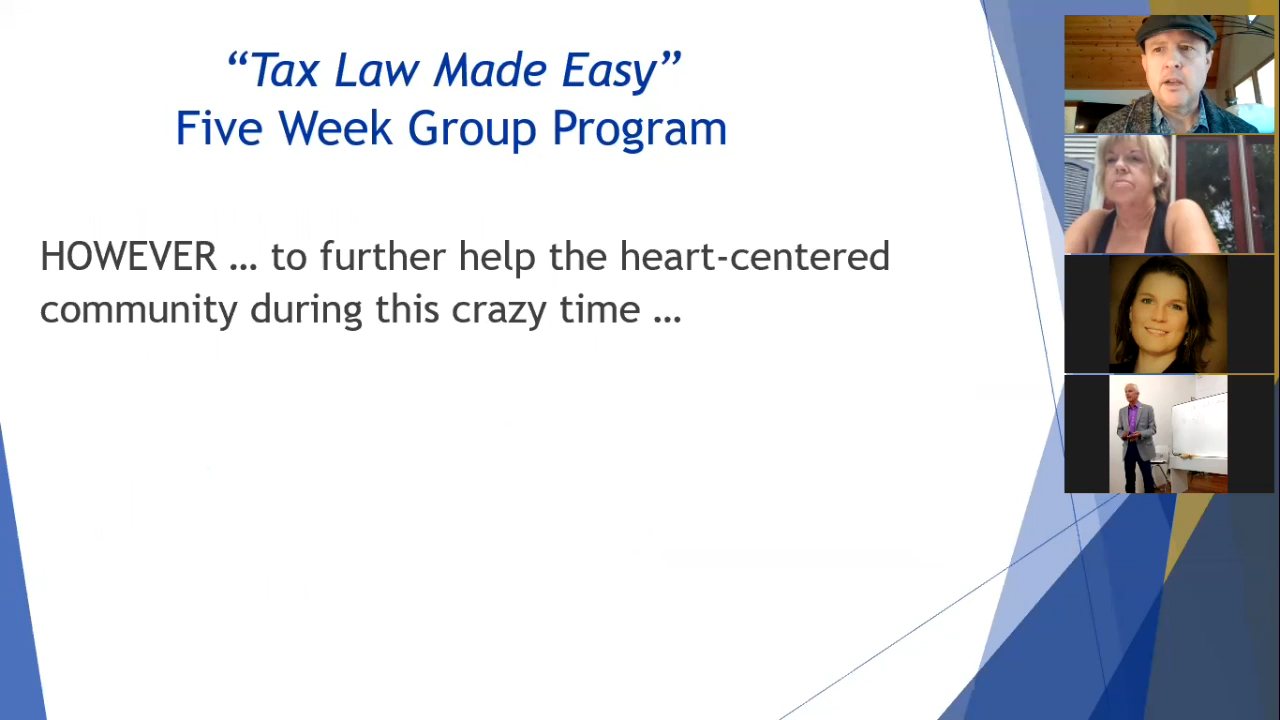 “Tax Law Made Easy”
Five Week Group Program
HOWEVER … to further help the heart-centered
community during this crazy time …